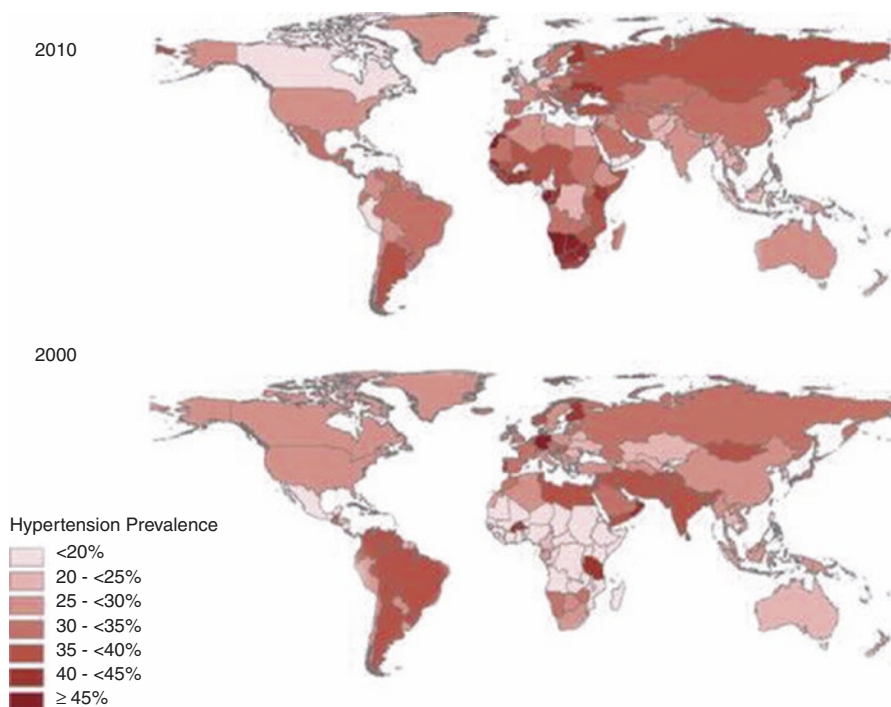 2010
2000
Hypertension Prevalence
<20%
20 - <25%
25 - <30%
30 - <35%
35 - <40%
40 - <45%
≥ 45%